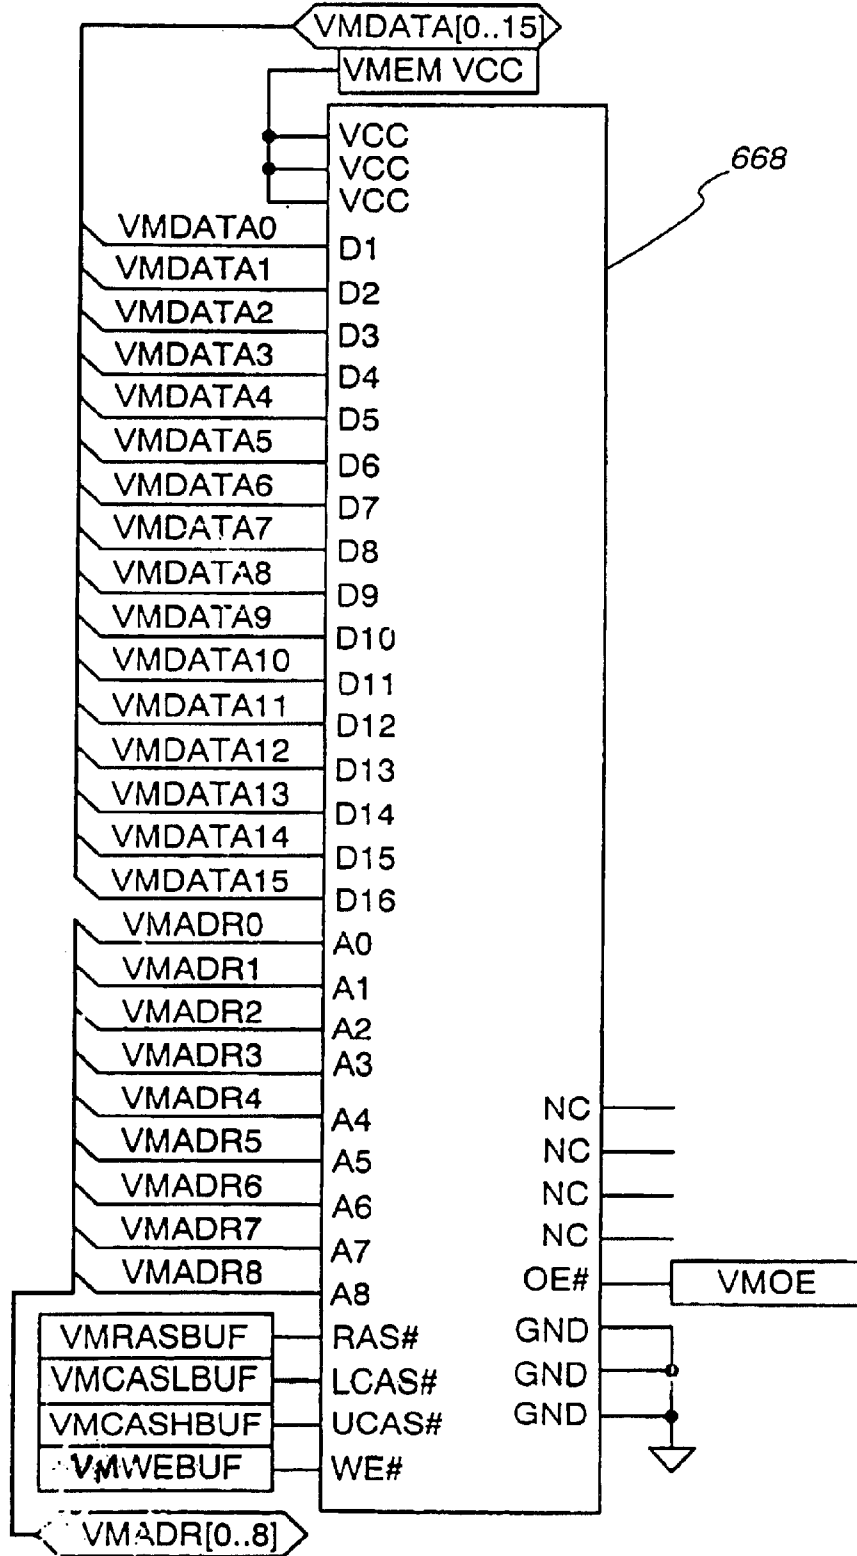 VMDATA[0..15]
VMEM VCC
VCC
VCC
VCC
668
VMDATA0 D1
VMDATA1 D2
VMDATA2 D3
VMDATA3 D4
VMDATA4 D5
VMDATA5 D6
VMDATA6 D7
VMDATA7 D8
VMDATA8 D9
VMDATA9 D10
VMDATA10 D11
VMDATA11 D12
VMDATA12 D13
VMDATA13 D14
VMDATA14 D15
VMDATA15 D16
VMADR0 A0
VMADR1 A1
VMADR2 A2
VMADR3 A3
VMADR4 A4 NC
VMADR5 A5 NC
VMADR6 A6 NC
VMADR7 A7 NC
VMADR8 A8 OE# VMOE
VMRASBUF RAS# GND
VMCASLBUF LCAS# GND
VMCASHBUF UCAS# GND
VMWEBUF WE#
VMADR[0..8]